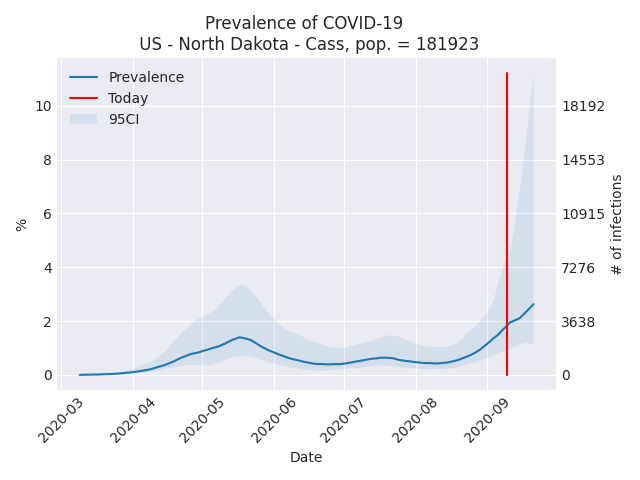 Prevalence of COVID-19
US - North Dakota - Cass, pop. = 181923
Prevalence
Today
95CI
10
8
6
4
2
0
%
18192
14553
10915
7276
3638
0
# of infections
2020-03
2020-04
2020-05
2020-06
2020-07
2020-08
2020-09
Date